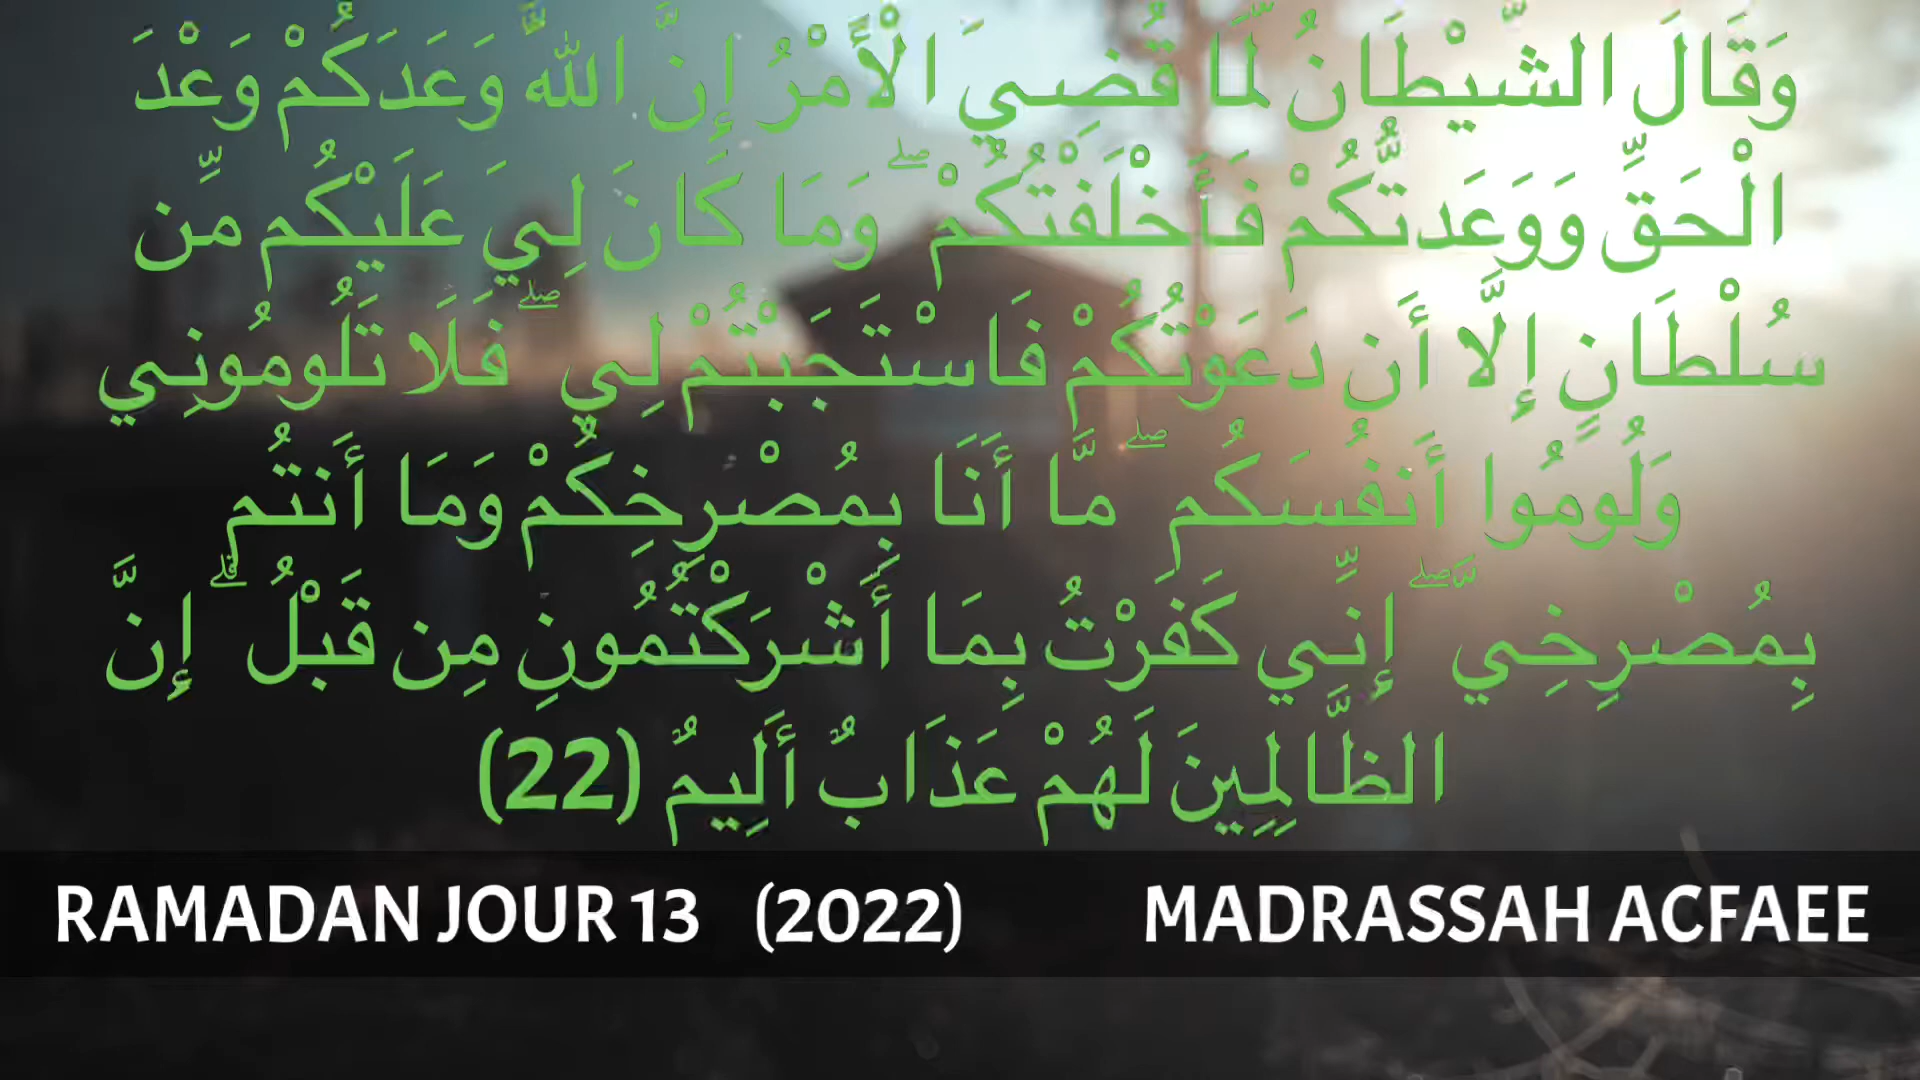 وَقَالَ الشَّيْطَانُ لَمَّا قُضِيَ الْأَمْرُ إِنَّ اللَّهَ وَعَدَكُمْ وَعْدَ
الْحَقِّ وَوَعَدتُّكُمْ فَأَخْلَفْتُكُمْ ۖ وَمَا كَانَ لِيَ عَلَيْكُم مِّن
سُلْطَانٍ إِلَّا أَن دَعَوْتُكُمْ فَاسْتَجَبْتُمْ لِي ۖ فَلَا تَلُومُونِي
وَلُومُوا أَنفُسَكُم ۖ مَّا أَنَا بِمُصْرِخِكُمْ وَمَا أَنتُم
بِمُصْرِخِيَّ ۖ إِنِّي كَفَرْتُ بِمَا أَشْرَكْتُمُونِ مِن قَبْلُ ۗ إِنَّ
الظَّالِمِينَ لَهُمْ عَذَابٌ أَلِيمٌ (22)
RAMADAN JOUR 13 (2022) MADRASSAH ACFAEE